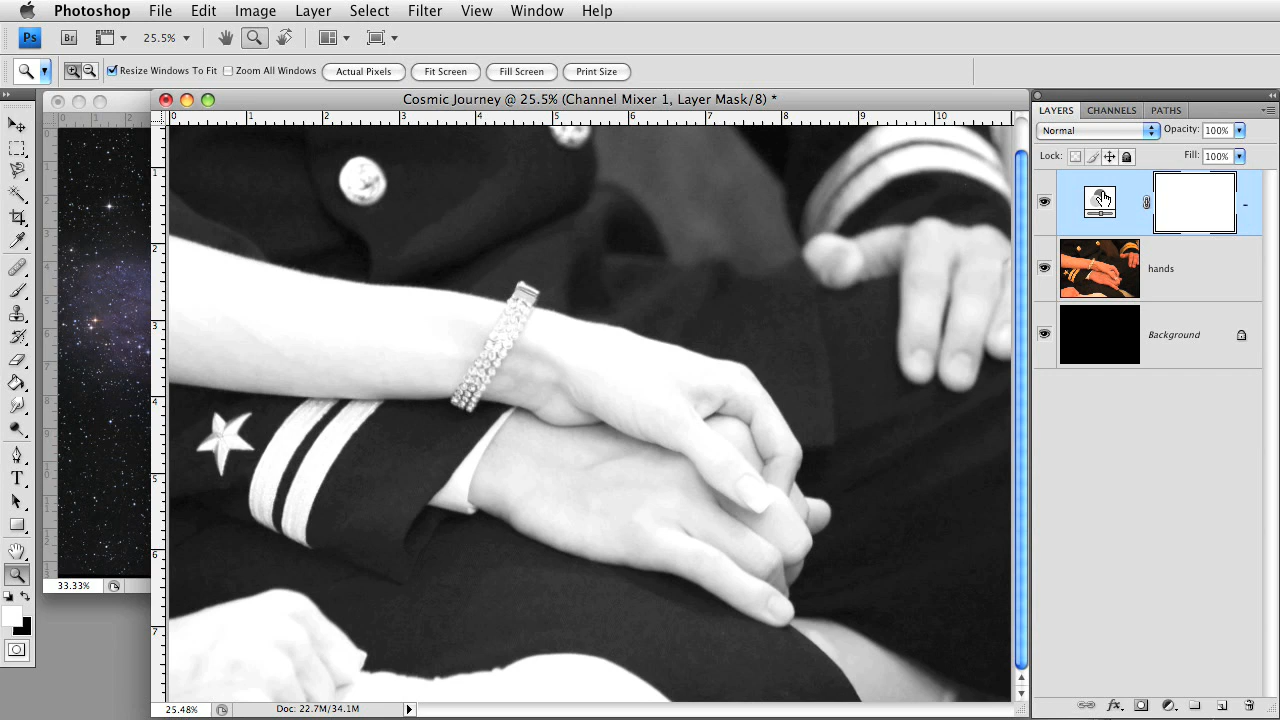 Photoshop File Edit Image Layer Select Filter View Window Help
Ps Br 25.5%
Resize Windows To Fit Zoom All Windows Actual Pixels Fit Screen Fill Screen Print Size
Cosmic Journey @ 25.5% (Channel Mixer 1, Layer Mask/8) *
LAYERS CHANNELS PATHS
Normal Opacity: 100%
Lock: Fill: 100%
hands
Background
33.33%
25.48% Doc: 22.7M/34.1M